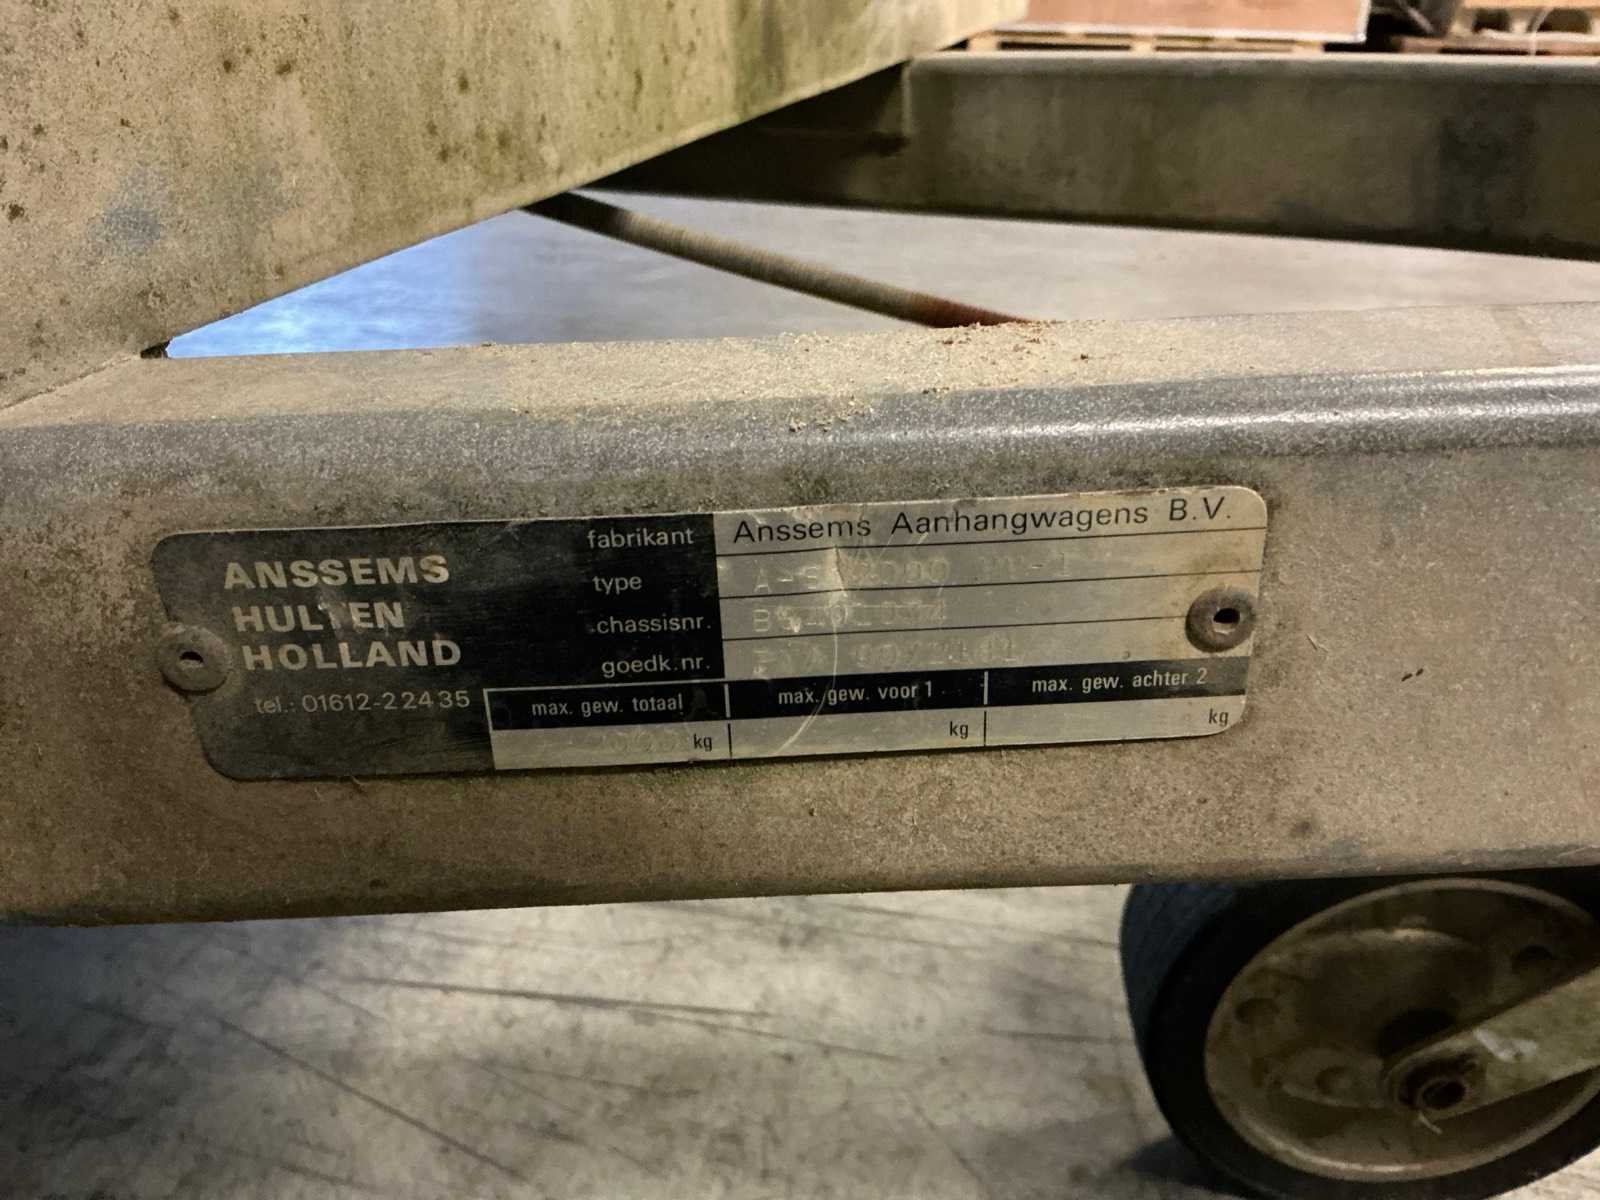 ANSSEMS
HULTEN
HOLLAND
tel.: 01612-22435
fabrikant Anssems Aanhangwagens B.V.
type
chassisnr.
goedk.nr.
max. gew. totaal max. gew. voor 1 max. gew. achter 2
kg kg kg